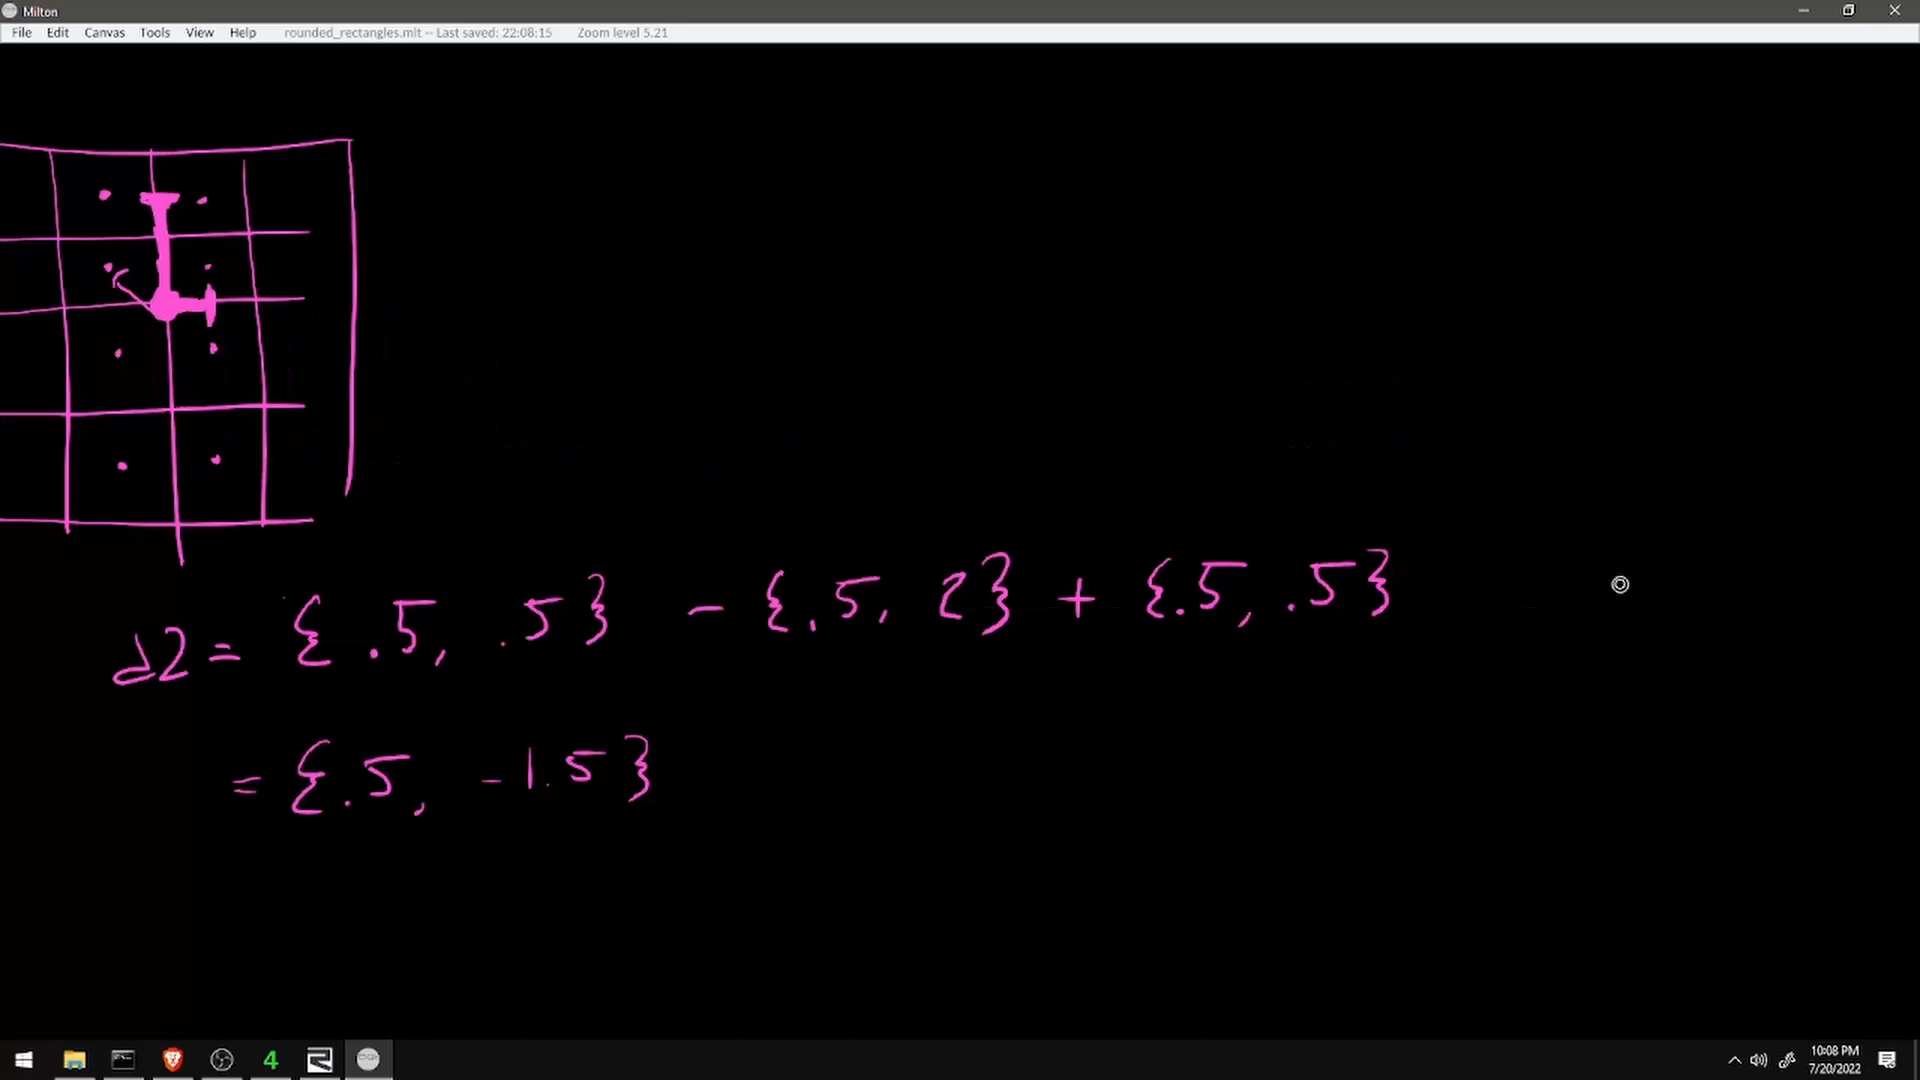 Milton
File Edit Canvas Tools View Help rounded_rectangles.mlt -- Last saved: 22:08:15 Zoom level 5.21
d2 = {.5, .5} - {.5, 2} + {.5, .5}
= {.5, -1.5}
4
10:08 PM
7/20/2022